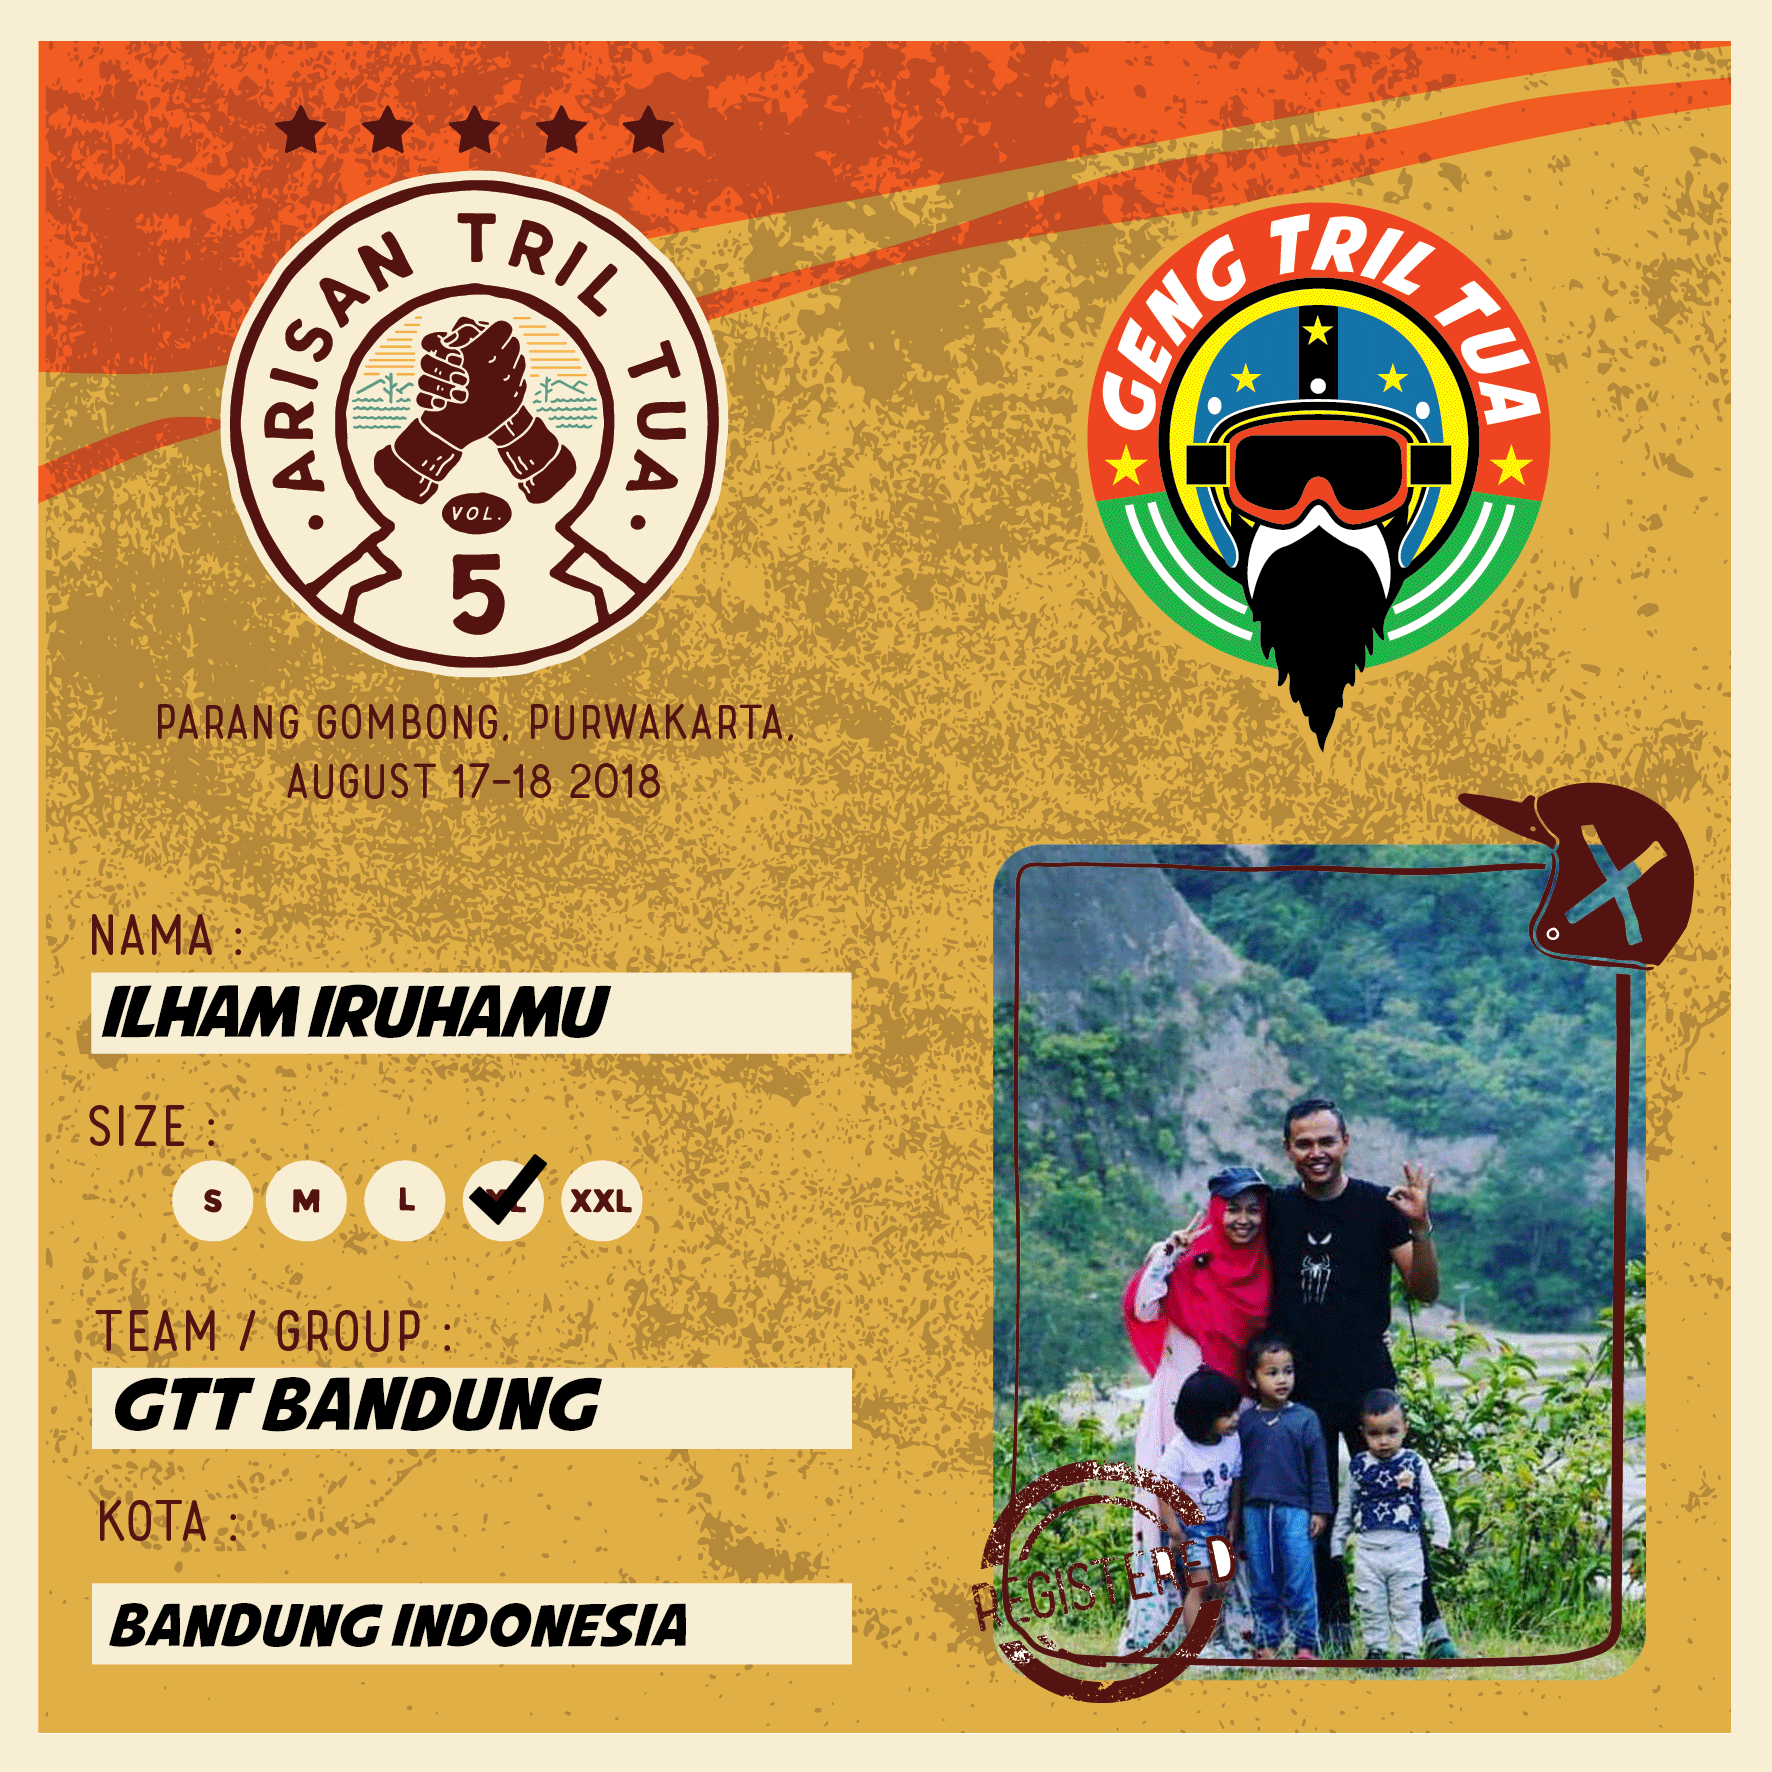 ARISAN TRIL TUA
VOL.
5
GENG TRIL TUA
PARANG GOMBONG, PURWAKARTA,
AUGUST 17-18 2018
NAMA :
ILHAM IRUHAMU
SIZE :
S M L XL XXL
TEAM / GROUP :
GTT BANDUNG
KOTA :
BANDUNG INDONESIA
REGISTERED